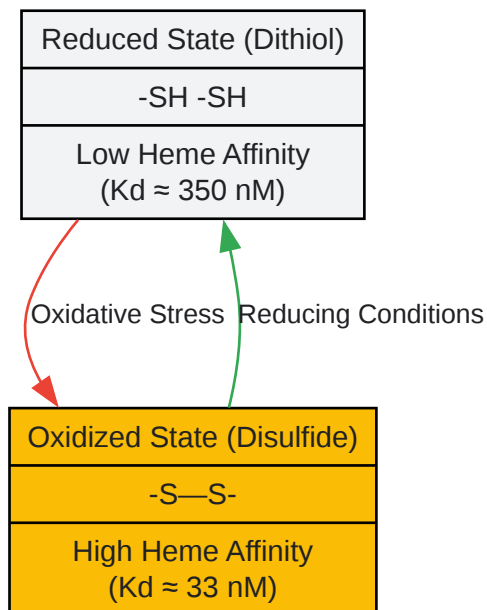 Reduced State (Dithiol)
-SH -SH
Low Heme Affinity
(Kd ≈ 350 nM)
Oxidative Stress
Reducing Conditions
Oxidized State (Disulfide)
-S—S-
High Heme Affinity
(Kd ≈ 33 nM)